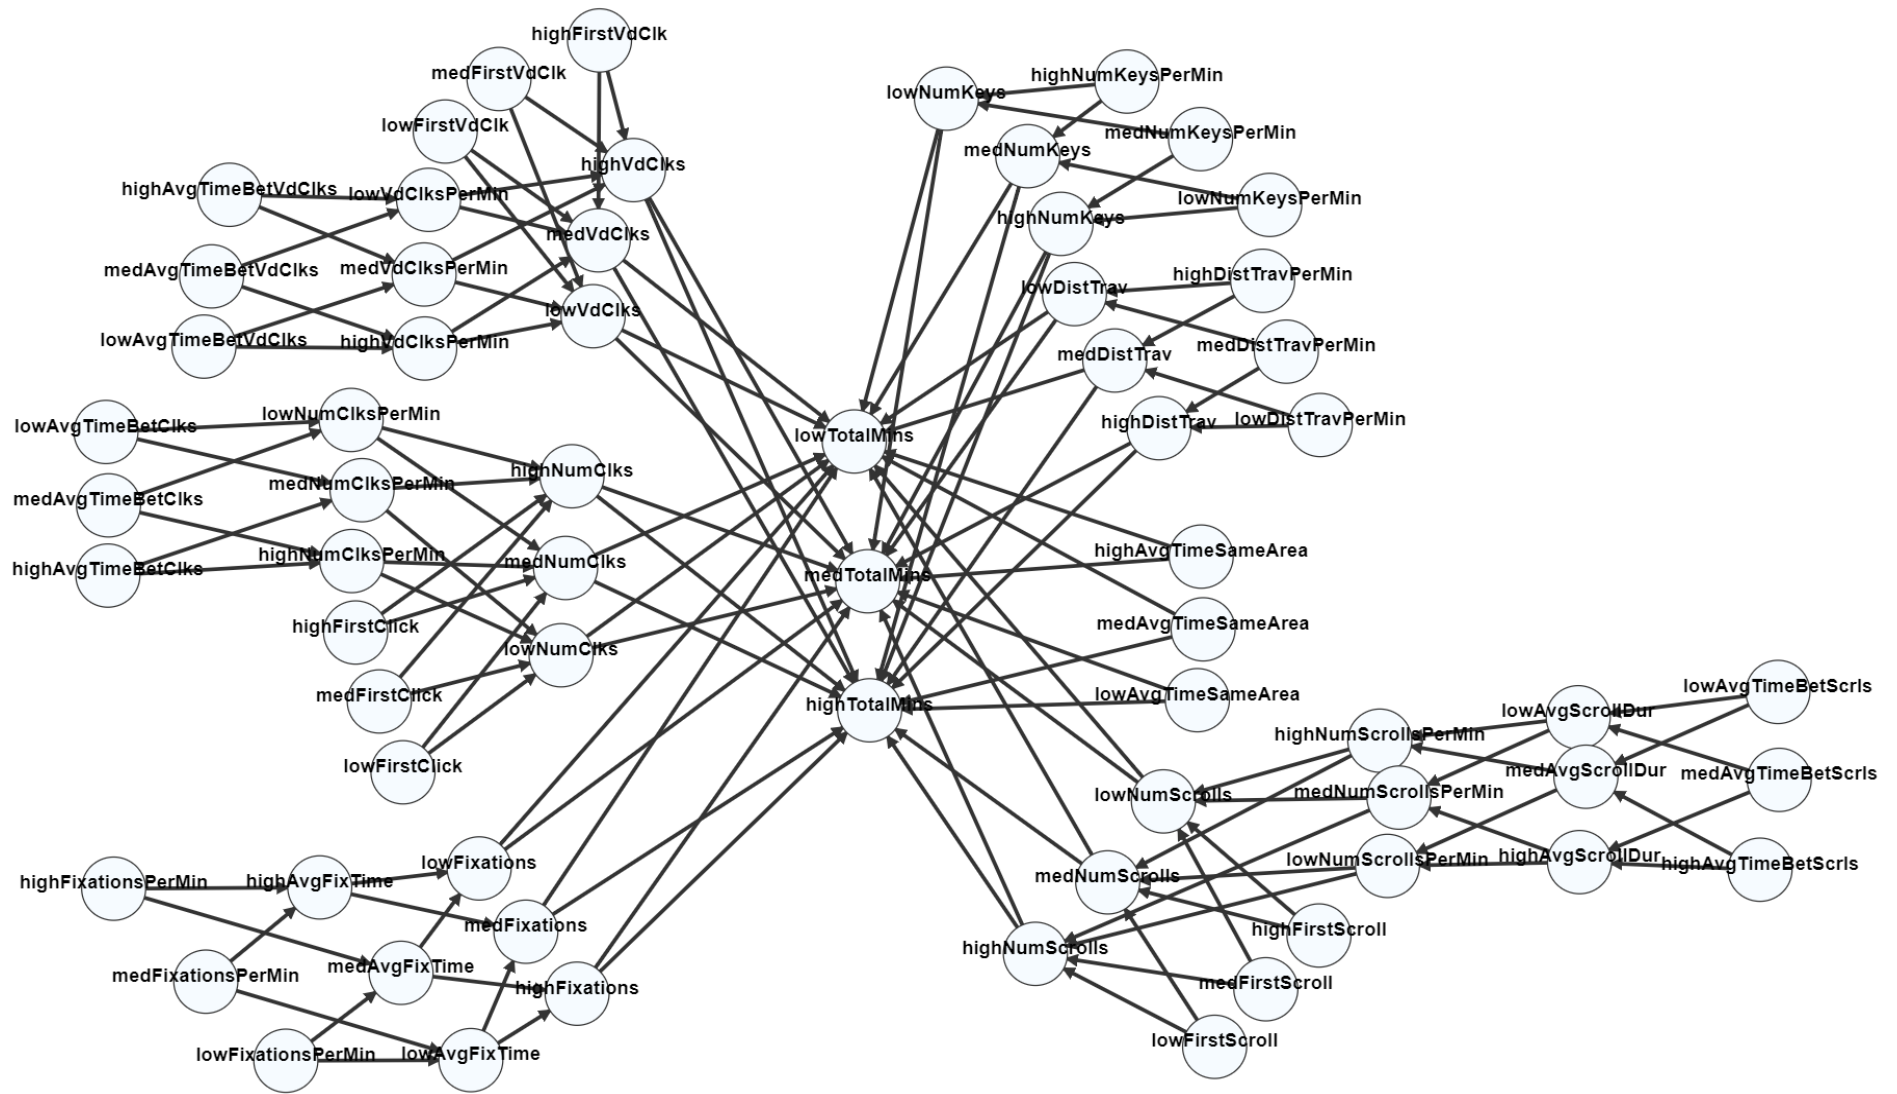 highFirstVdClk
medFirstVdClk
lowFirstVdClk
highVdClks
highAvgTimeBetVdClks
lowVdClksPerMin
medVdClks
medAvgTimeBetVdClks
medVdClksPerMin
lowVdClks
lowAvgTimeBetVdClks
highVdClksPerMin
lowNumKeys
highNumKeysPerMin
medNumKeys
medNumKeysPerMin
highNumKeys
lowNumKeysPerMin
lowDistTrav
highDistTravPerMin
medDistTrav
medDistTravPerMin
highDistTrav
lowDistTravPerMin
lowAvgTimeBetClks
lowNumClksPerMin
medAvgTimeBetClks
medNumClksPerMin
highNumClks
highAvgTimeBetClks
highNumClksPerMin
medNumClks
highFirstClick
lowNumClks
medFirstClick
lowFirstClick
lowTotalMins
medTotalMins
highTotalMins
highAvgTimeSameArea
medAvgTimeSameArea
lowAvgTimeSameArea
lowAvgTimeBetScrls
lowAvgScrollDur
highNumScrollsPerMin
medAvgTimeBetScrls
medAvgScrollDur
medNumScrollsPerMin
lowNumScrolls
highAvgTimeBetScrls
highAvgScrollDur
lowNumScrollsPerMin
medNumScrolls
highFirstScroll
highNumScrolls
medFirstScroll
lowFirstScroll
lowFixations
highFixationsPerMin
highAvgFixTime
medFixations
medFixationsPerMin
medAvgFixTime
highFixations
lowFixationsPerMin
lowAvgFixTime